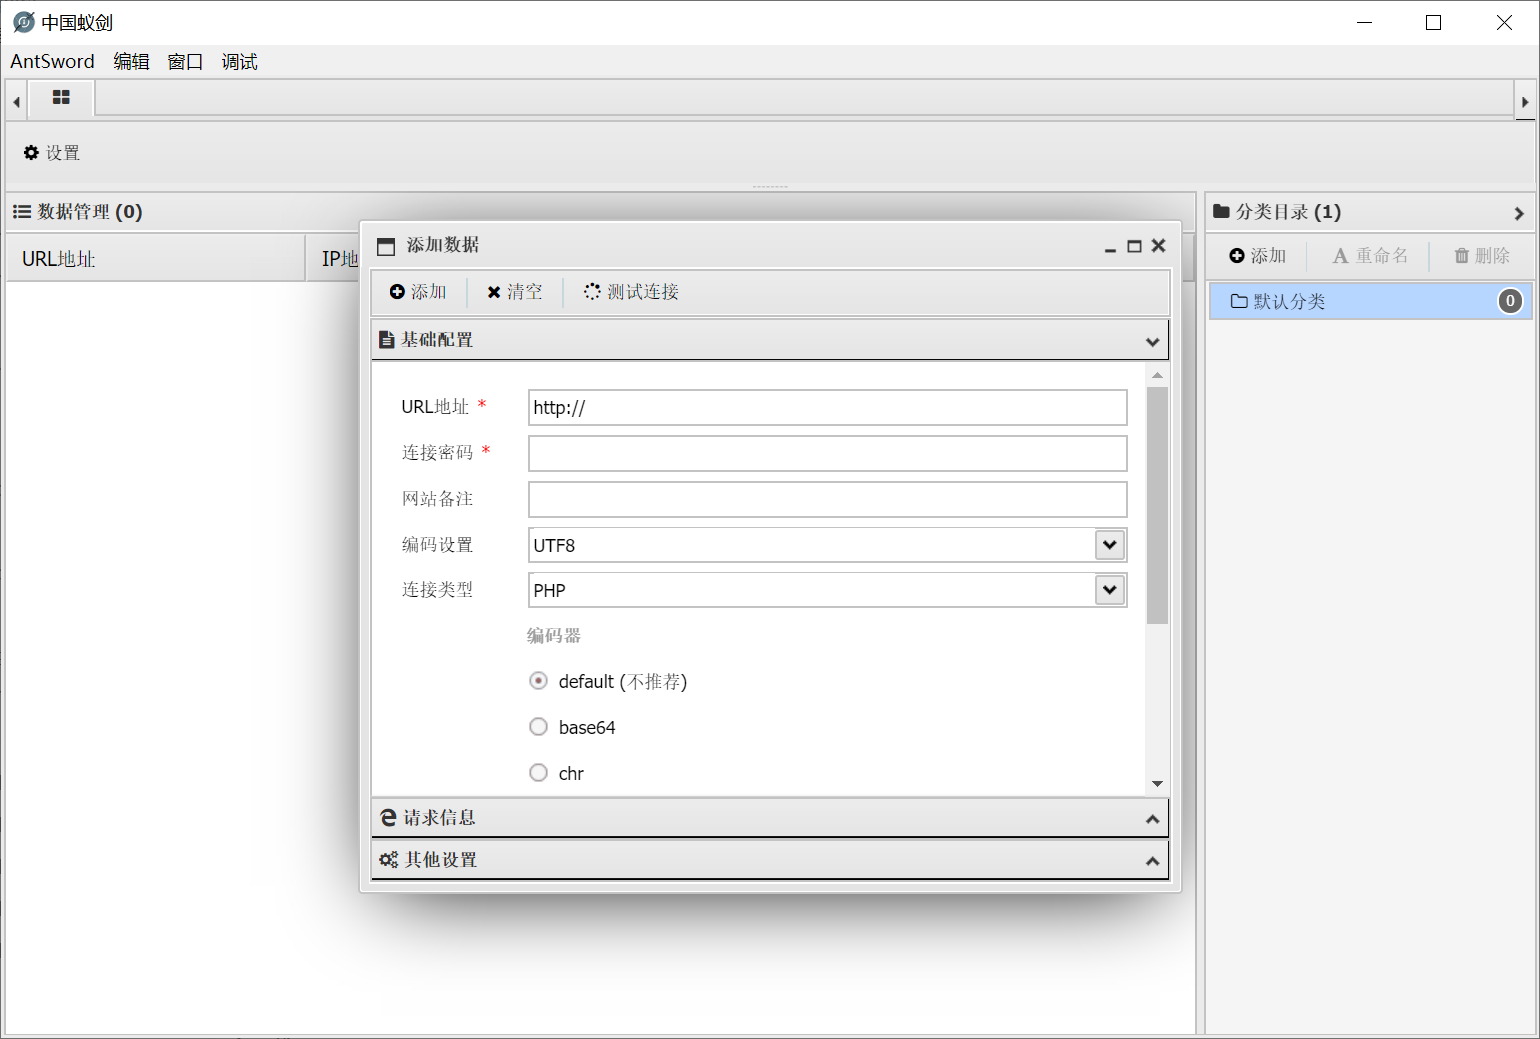 中国蚁剑
AntSword 编辑 窗口 调试
设置
数据管理 (0)
URL地址 IP地
添加数据
添加 清空 测试连接
基础配置
URL地址 *
http://
连接密码 *
网站备注
编码设置 UTF8
连接类型 PHP
编码器
default (不推荐)
base64
chr
请求信息
其他设置
分类目录 (1)
添加 A 重命名 删除
默认分类 0